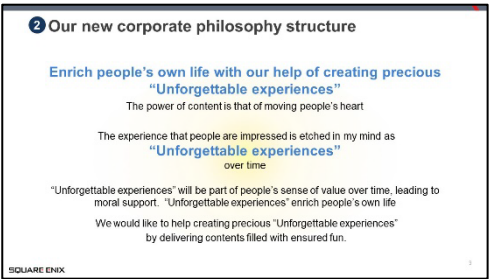 2 Our new corporate philosophy structure
Enrich people's own life with our help of creating precious
"Unforgettable experiences"
The power of content is that of moving people's heart
The experience that people are impressed is etched in my mind as
"Unforgettable experiences"
over time
"Unforgettable experiences" will be part of people's sense of value over time, leading to
moral support. "Unforgettable experiences" enrich people's own life
We would like to help creating precious "Unforgettable experiences"
by delivering contents filled with ensured fun.
SQUARE ENIX